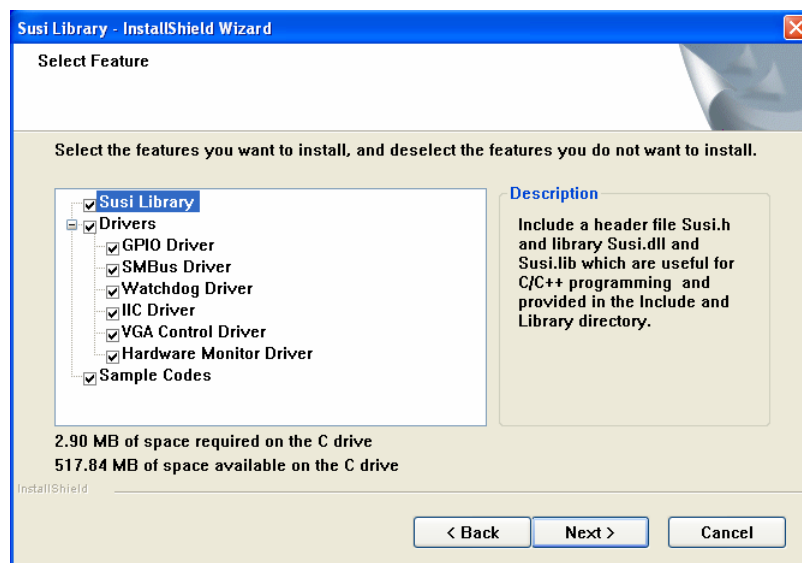 Susi Library - InstallShield Wizard
Select Feature
Select the features you want to install, and deselect the features you do not want to install.
Susi Library
Drivers
GPIO Driver
SMBus Driver
Watchdog Driver
IIC Driver
VGA Control Driver
Hardware Monitor Driver
Sample Codes
Description
Include a header file Susi.h
and library Susi.dll and
Susi.lib which are useful for
C/C++ programming and
provided in the Include and
Library directory.
2.90 MB of space required on the C drive
517.84 MB of space available on the C drive
InstallShield
< Back
Next >
Cancel